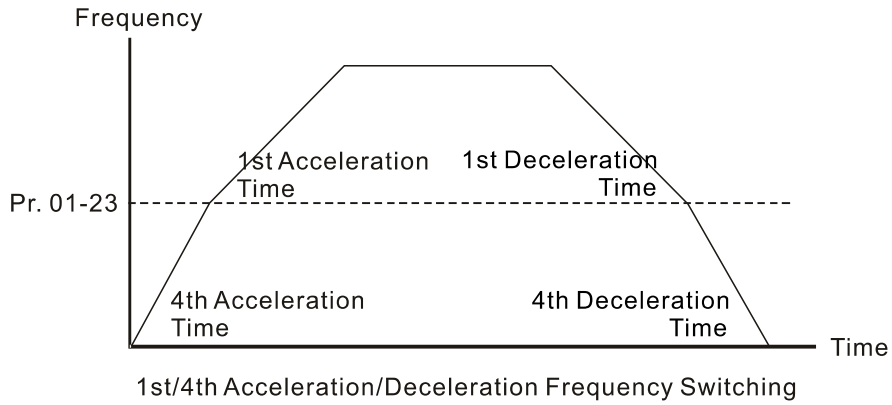 Frequency
1st Acceleration
Time
1st Deceleration
Time
Pr. 01-23
4th Acceleration
Time
4th Deceleration
Time
Time
1st/4th Acceleration/Deceleration Frequency Switching